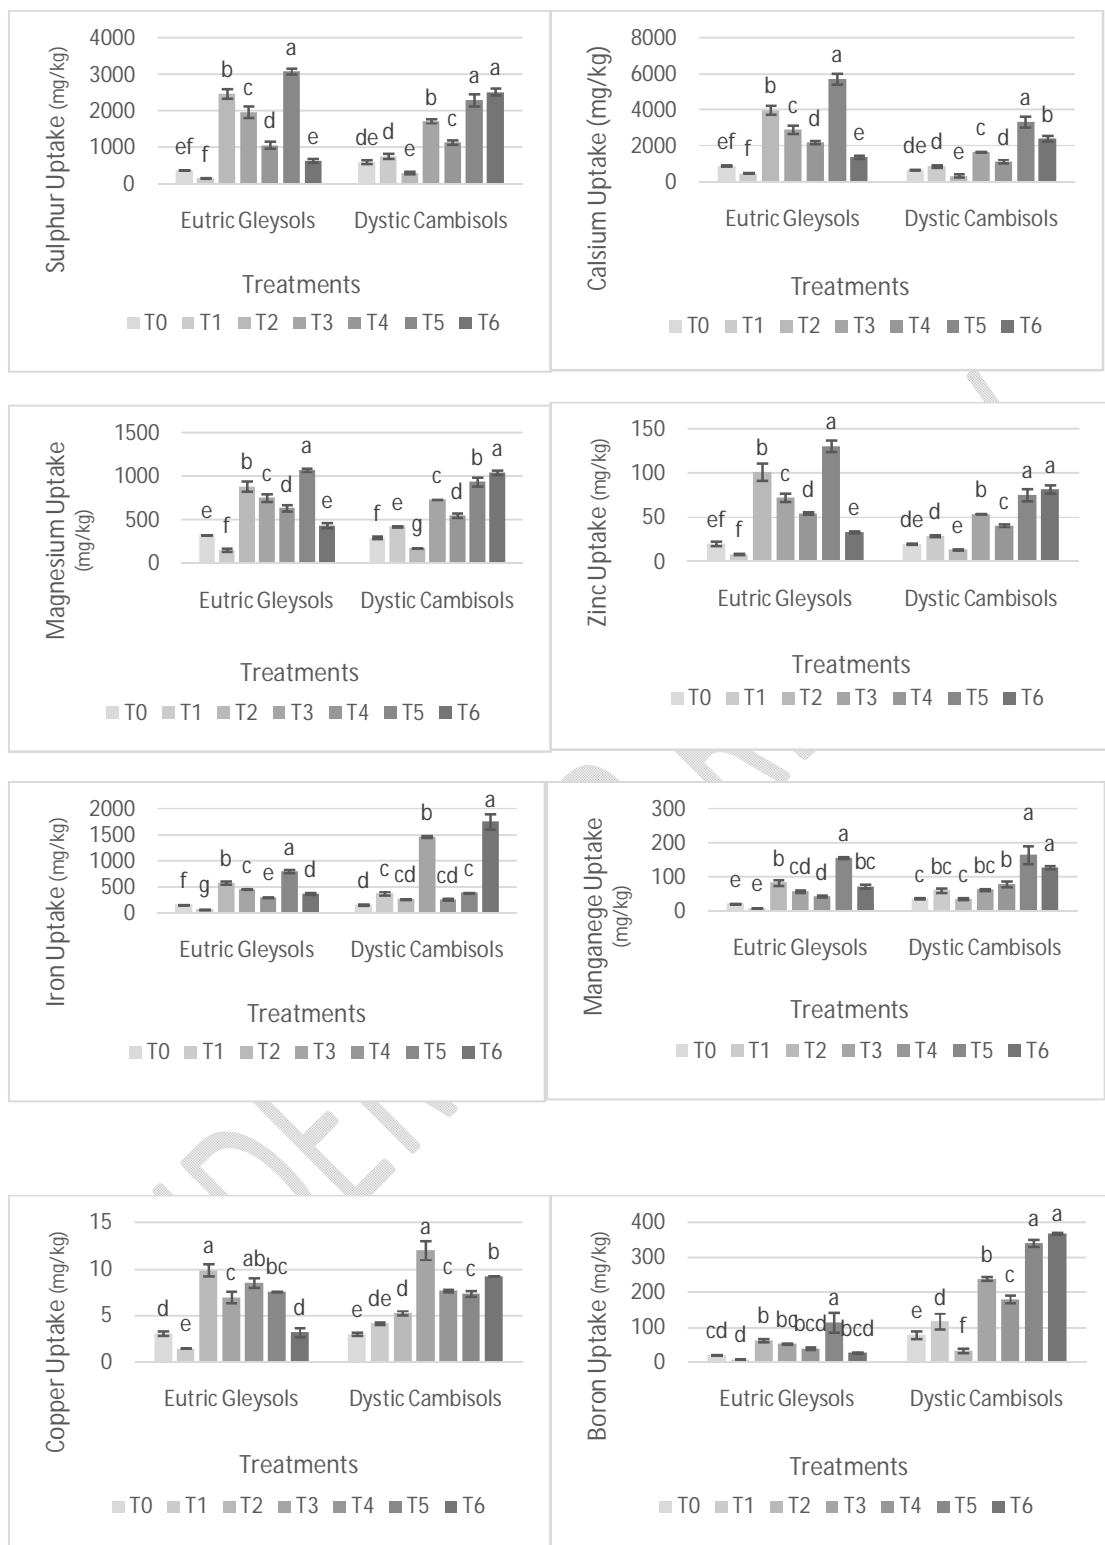 Sulphur Uptake (mg/kg)
4000
3000
2000
1000
0
ef f b c d a e
de d e b c a a
Eutric Gleysols Dystic Cambisols
Treatments
T0 T1 T2 T3 T4 T5 T6
Calsium Uptake (mg/kg)
8000
6000
4000
2000
0
ef f b c d a e
de d e c d a b
Eutric Gleysols Dystic Cambisols
Treatments
T0 T1 T2 T3 T4 T5 T6
Magnesium Uptake
(mg/kg)
1500
1000
500
0
e f b c d a e
f e g c d b a
Eutric Gleysols Dystic Cambisols
Treatments
T0 T1 T2 T3 T4 T5 T6
Zinc Uptake (mg/kg)
150
100
50
0
ef f b c d a e
de d e b c a a
Eutric Gleysols Dystic Cambisols
Treatments
T0 T1 T2 T3 T4 T5 T6
Iron Uptake (mg/kg)
2000
1500
1000
500
0
f g b c e a d
d c cd b cd c a
Eutric Gleysols Dystic Cambisols
Treatments
T0 T1 T2 T3 T4 T5 T6
Manganege Uptake
(mg/kg)
300
200
100
0
e e b cd d a bc
c bc c bc b a a
Eutric Gleysols Dystic Cambisols
Treatments
T0 T1 T2 T3 T4 T5 T6
Copper Uptake (mg/kg)
15
10
5
0
d e a c ab bc d
e de d a c c b
Eutric Gleysols Dystic Cambisols
Treatments
T0 T1 T2 T3 T4 T5 T6
Boron Uptake (mg/kg)
400
300
200
100
0
cd d b bc bcd a bcd
e d f b c a a
Eutric Gleysols Dystic Cambisols
Treatments
T0 T1 T2 T3 T4 T5 T6